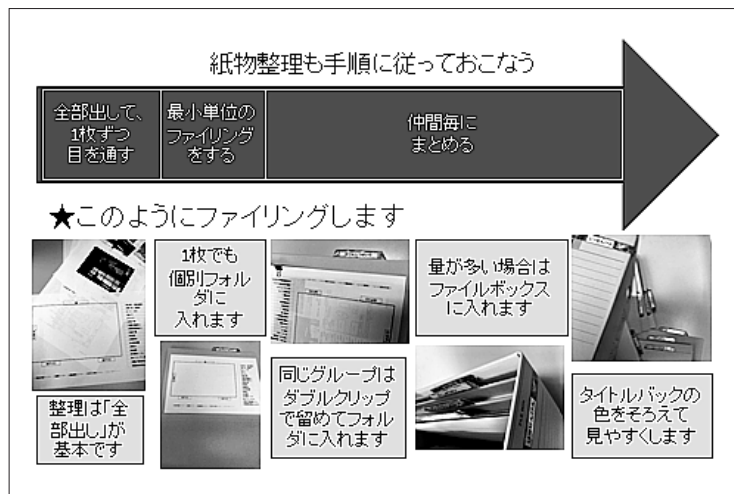 紙物整理も手順に従っておこなう
全部出して、
1枚ずつ
目を通す
最小単位の
ファイリング
をする
仲間毎に
まとめる
★このようにファイリングします
整理は「全
部出し」が
基本です
1枚でも
個別フォル
ダに
入れます
同じグループは
ダブルクリップ
で留めてフォル
ダに入れます
量が多い場合は
ファイルボックス
に入れます
タイトルバックの
色をそろえて
見やすくします